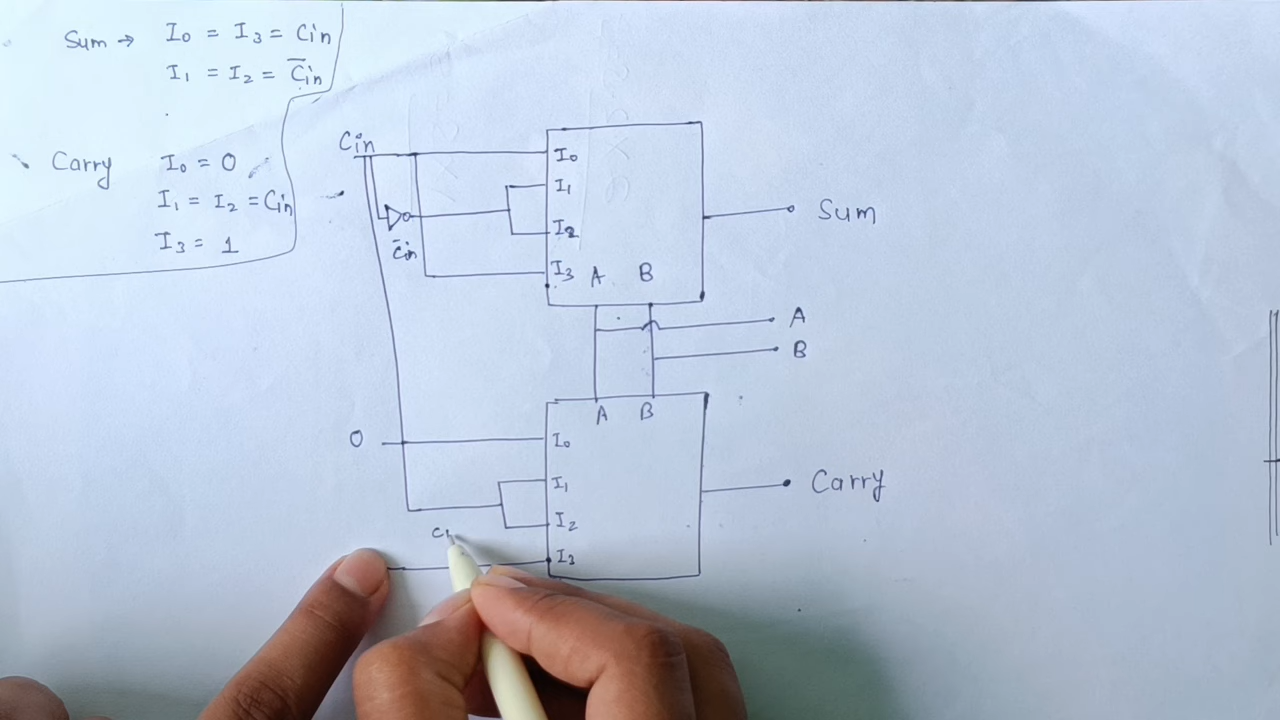 Sum → I0 = I3 = Cin
I1 = I2 = C̅in
Carry I0 = 0
I1 = I2 = Cin
I3 = 1
Cin
I0
I1
I2
I3 A B
C̅in
Sum
A
B
A B
0
I0
I1
I2
I3
Carry